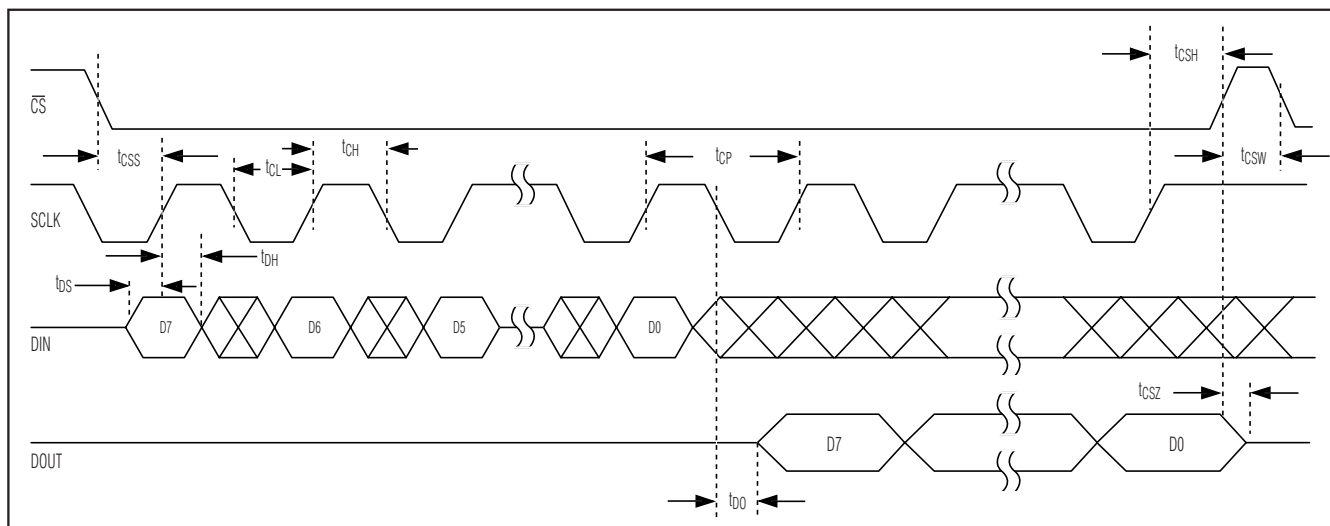 tCSH
CS
tCSS
tCL
tCH
tCP
tCSW
SCLK
tDH
tDS
D7
D6
D5
D0
DIN
tCSZ
D7
D0
DOUT
tDO